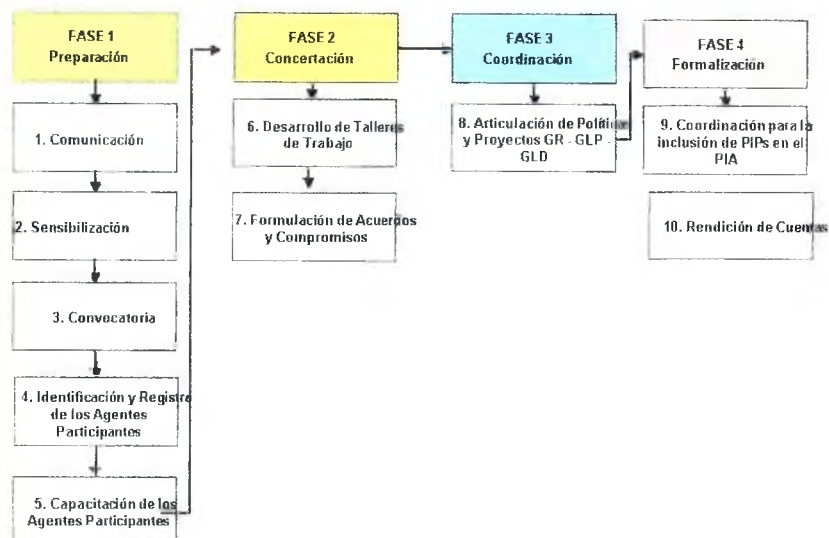 FASE 1
Preparación
1. Comunicación
2. Sensibilización
3. Convocatoria
4. Identificación y Registro
de los Agentes
Participantes
5. Capacitación de los
Agentes Participantes
FASE 2
Concertación
6. Desarrollo de Talleres
de Trabajo
7. Formulación de Acuerdos
y Compromisos
FASE 3
Coordinación
8. Articulación de Políticas
y Proyectos GR - GLP -
GLD
FASE 4
Formalización
9. Coordinación para la
inclusión de PIPs en el
PIA
10. Rendición de Cuentas